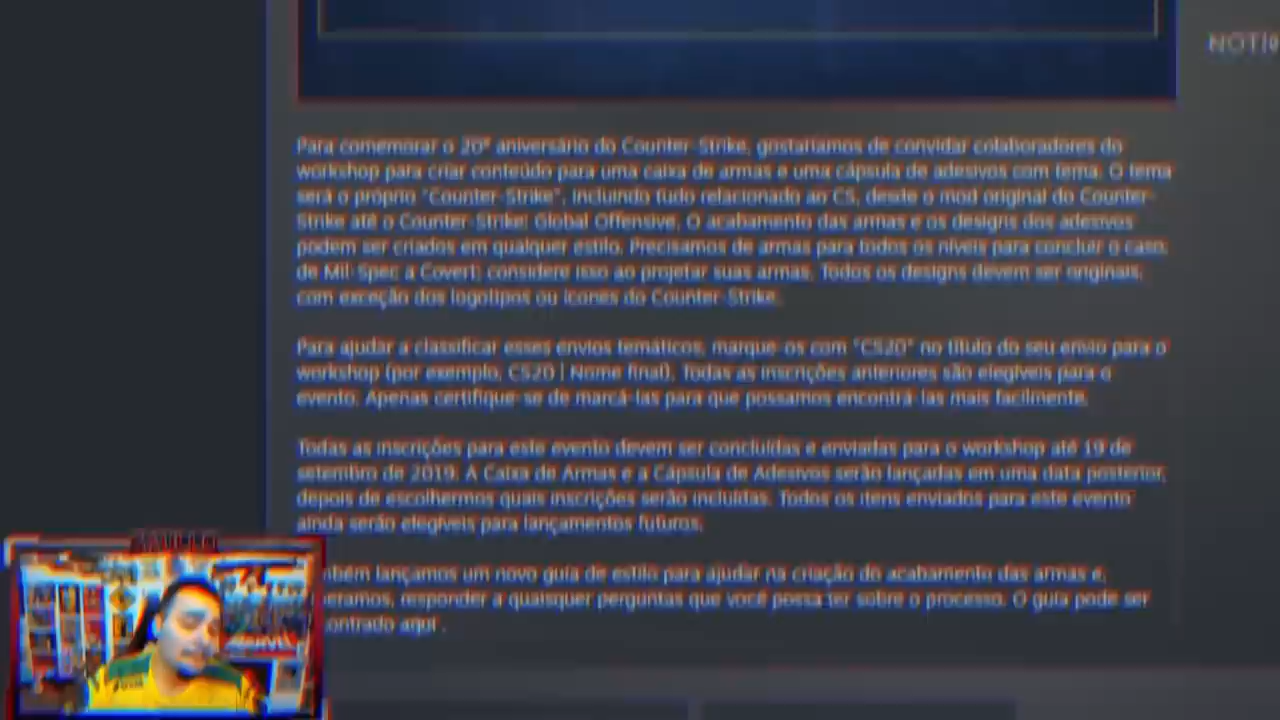 NOTÍ
Para comemorar o 20º aniversário do Counter-Strike, gostaríamos de convidar colaboradores do
workshop para criar conteúdo para uma caixa de armas e uma cápsula de adesivos com tema. O tema
será o próprio "Counter-Strike", incluindo tudo relacionado ao CS, desde o mod original do Counter-
Strike até o Counter-Strike: Global Offensive. O acabamento das armas e os designs dos adesivos
podem ser criados em qualquer estilo. Precisamos de armas para todos os níveis para concluir o caso,
de Mil-Spec a Covert; considere isso ao projetar suas armas. Todos os designs devem ser originais,
com exceção dos logotipos ou ícones do Counter-Strike.
Para ajudar a classificar esses envios temáticos, marque-os com "CS20" no título do seu envio para o
workshop (por exemplo, CS20 | Nome final). Todas as inscrições anteriores são elegíveis para o
evento. Apenas certifique-se de marcá-las para que possamos encontrá-las mais facilmente.
Todas as inscrições para este evento devem ser concluídas e enviadas para o workshop até 19 de
setembro de 2019. A Caixa de Armas e a Cápsula de Adesivos serão lançadas em uma data posterior,
depois de escolhermos quais inscrições serão incluídas. Todos os itens enviados para este evento
ainda serão elegíveis para lançamentos futuros.
mbém lançamos um novo guia de estilo para ajudar na criação do acabamento das armas e,
peramos, responder a quaisquer perguntas que você possa ter sobre o processo. O guia pode ser
contrado aqui .